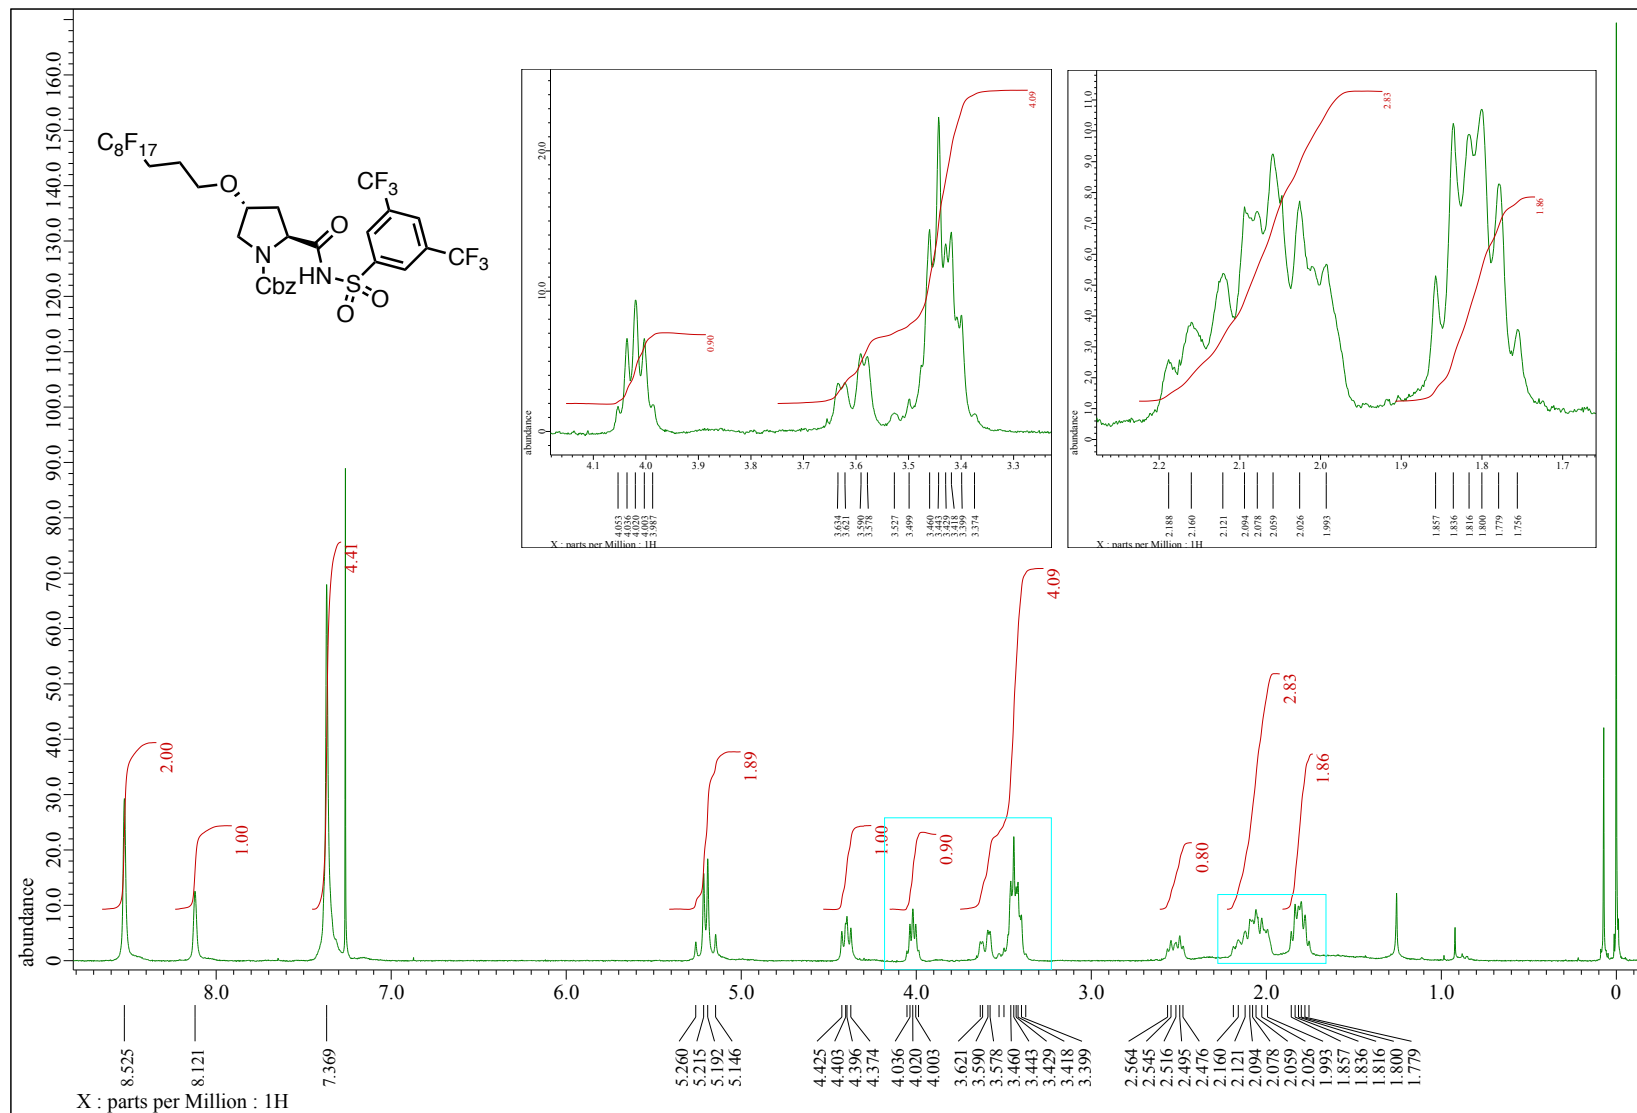 160.0
150.0
140.0
130.0
120.0
110.0
100.0
90.0
80.0
70.0
60.0
50.0
40.0
30.0
20.0
10.0
0
abundance
C8F17
O
CF3
O
CF3
N
HN
S
O
O
Cbz
20.0
10.0
0
abundance
0.90
4.09
4.1 4.0 3.9 3.8 3.7 3.6 3.5 3.4 3.3
4.053 4.036 4.020 4.003 3.987 3.634 3.621 3.590 3.578 3.527 3.499 3.460 3.443 3.429 3.418 3.399 3.374
X : parts per Million : 1H
11.0
10.0
9.0
8.0
7.0
6.0
5.0
4.0
3.0
2.0
1.0
0
abundance
2.83
1.86
2.2 2.1 2.0 1.9 1.8 1.7
2.188 2.160 2.121 2.094 2.078 2.059 2.026 1.993 1.857 1.836 1.816 1.800 1.779 1.756
X : parts per Million : 1H
2.00 1.00 4.41 1.89 1.00 0.90 4.09 0.80 2.83 1.86
8.0 7.0 6.0 5.0 4.0 3.0 2.0 1.0 0
8.525 8.121 7.369 5.260 5.215 5.192 5.146 4.425 4.403 4.396 4.374 4.036 4.020 4.003 3.621 3.590 3.578 3.460 3.443 3.429 3.418 3.399 2.564 2.545 2.516 2.495 2.476 2.160 2.121 2.094 2.078 2.059 2.026 1.993 1.857 1.836 1.816 1.800 1.779
X : parts per Million : 1H